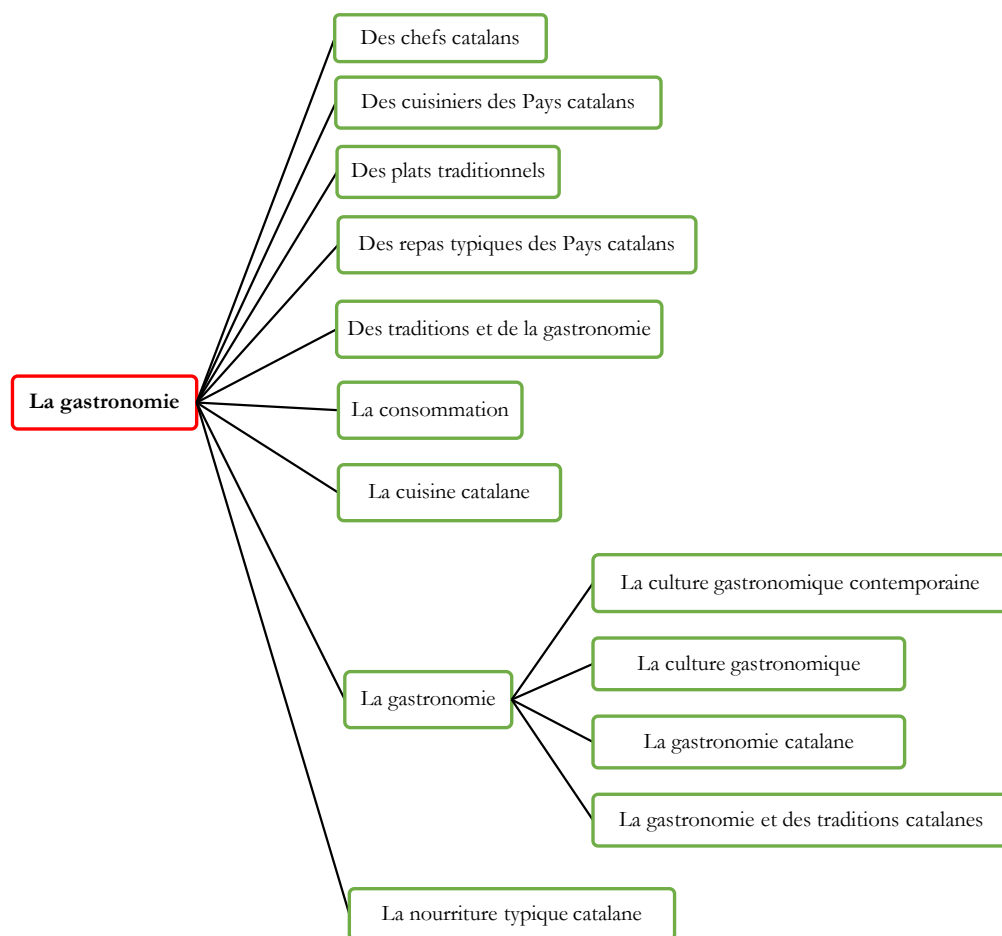 Des chefs catalans
Des cuisiniers des Pays catalans
Des plats traditionnels
Des repas typiques des Pays catalans
Des traditions et de la gastronomie
La gastronomie
La consommation
La cuisine catalane
La culture gastronomique contemporaine
La culture gastronomique
La gastronomie
La gastronomie catalane
La gastronomie et des traditions catalanes
La nourriture typique catalane